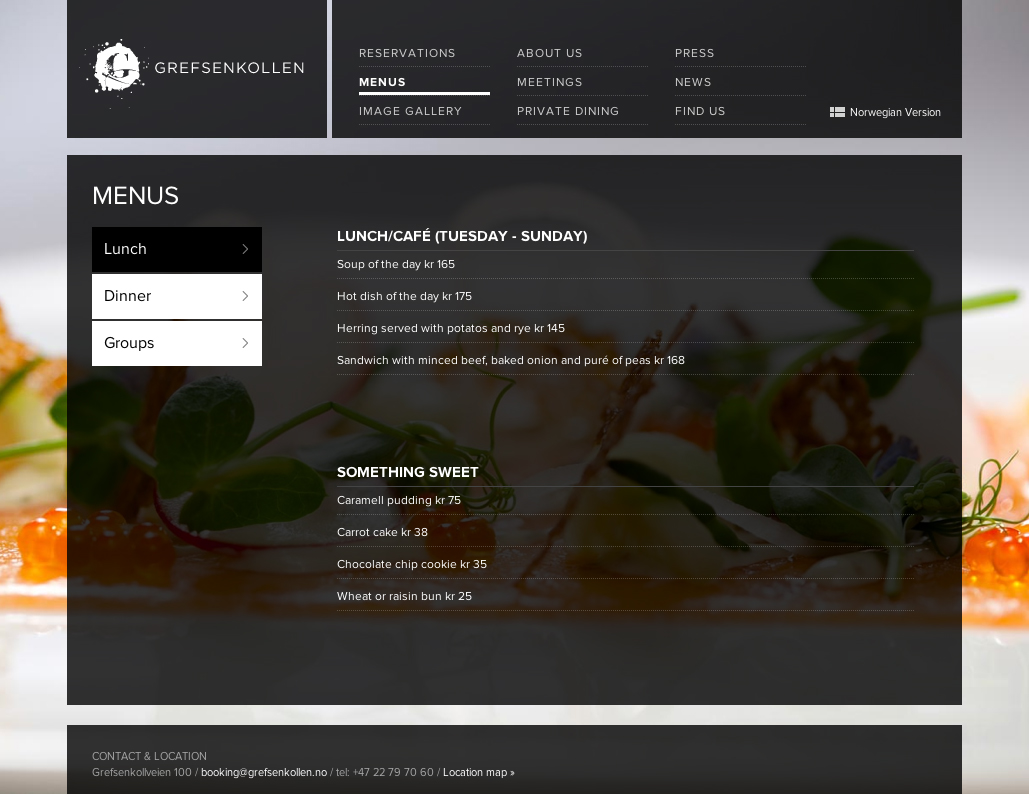 GREFSENKOLLEN
RESERVATIONS
ABOUT US
PRESS
MENUS
MEETINGS
NEWS
IMAGE GALLERY
PRIVATE DINING
FIND US
Norwegian Version
MENUS
Lunch
Dinner
Groups
LUNCH/CAFÉ (TUESDAY - SUNDAY)
Soup of the day kr 165
Hot dish of the day kr 175
Herring served with potatos and rye kr 145
Sandwich with minced beef, baked onion and puré of peas kr 168
SOMETHING SWEET
Caramell pudding kr 75
Carrot cake kr 38
Chocolate chip cookie kr 35
Wheat or raisin bun kr 25
CONTACT & LOCATION
Grefsenkollveien 100 / booking@grefsenkollen.no / tel: +47 22 79 70 60 / Location map »